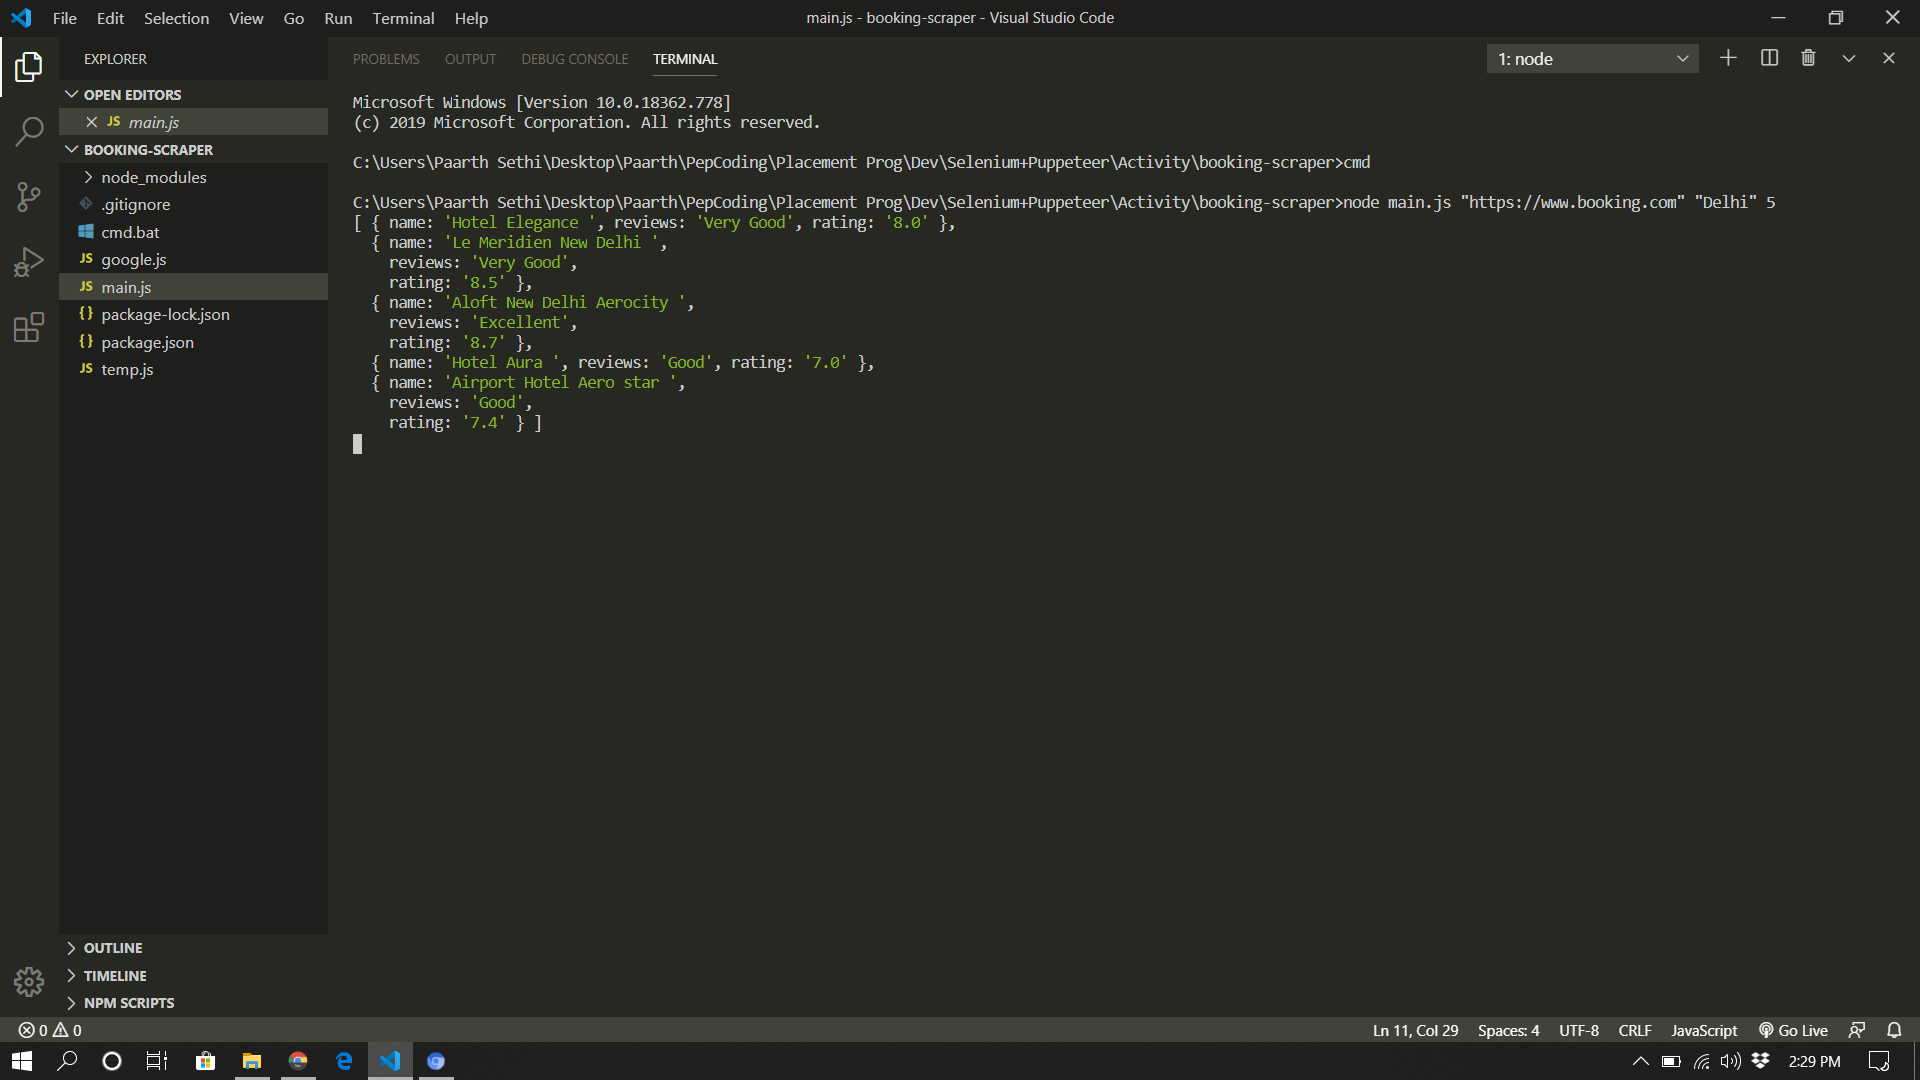 File Edit Selection View Go Run Terminal Help
main.js - booking-scraper - Visual Studio Code
EXPLORER
OPEN EDITORS
JS main.js
BOOKING-SCRAPER
node_modules
.gitignore
cmd.bat
JS google.js
JS main.js
{} package-lock.json
{} package.json
JS temp.js
OUTLINE
TIMELINE
NPM SCRIPTS
PROBLEMS OUTPUT DEBUG CONSOLE TERMINAL
1: node
Microsoft Windows [Version 10.0.18362.778]
(c) 2019 Microsoft Corporation. All rights reserved.
C:\Users\Paarth Sethi\Desktop\Paarth\PepCoding\Placement Prog\Dev\Selenium+Puppeteer\Activity\booking-scraper>cmd
C:\Users\Paarth Sethi\Desktop\Paarth\PepCoding\Placement Prog\Dev\Selenium+Puppeteer\Activity\booking-scraper>node main.js "https://www.booking.com" "Delhi" 5
[ { name: 'Hotel Elegance ', reviews: 'Very Good', rating: '8.0' },
{ name: 'Le Meridien New Delhi ',
reviews: 'Very Good',
rating: '8.5' },
{ name: 'Aloft New Delhi Aerocity ',
reviews: 'Excellent',
rating: '8.7' },
{ name: 'Hotel Aura ', reviews: 'Good', rating: '7.0' },
{ name: 'Airport Hotel Aero star ',
reviews: 'Good',
rating: '7.4' } ]
0 0
Ln 11, Col 29 Spaces: 4 UTF-8 CRLF JavaScript Go Live
2:29 PM